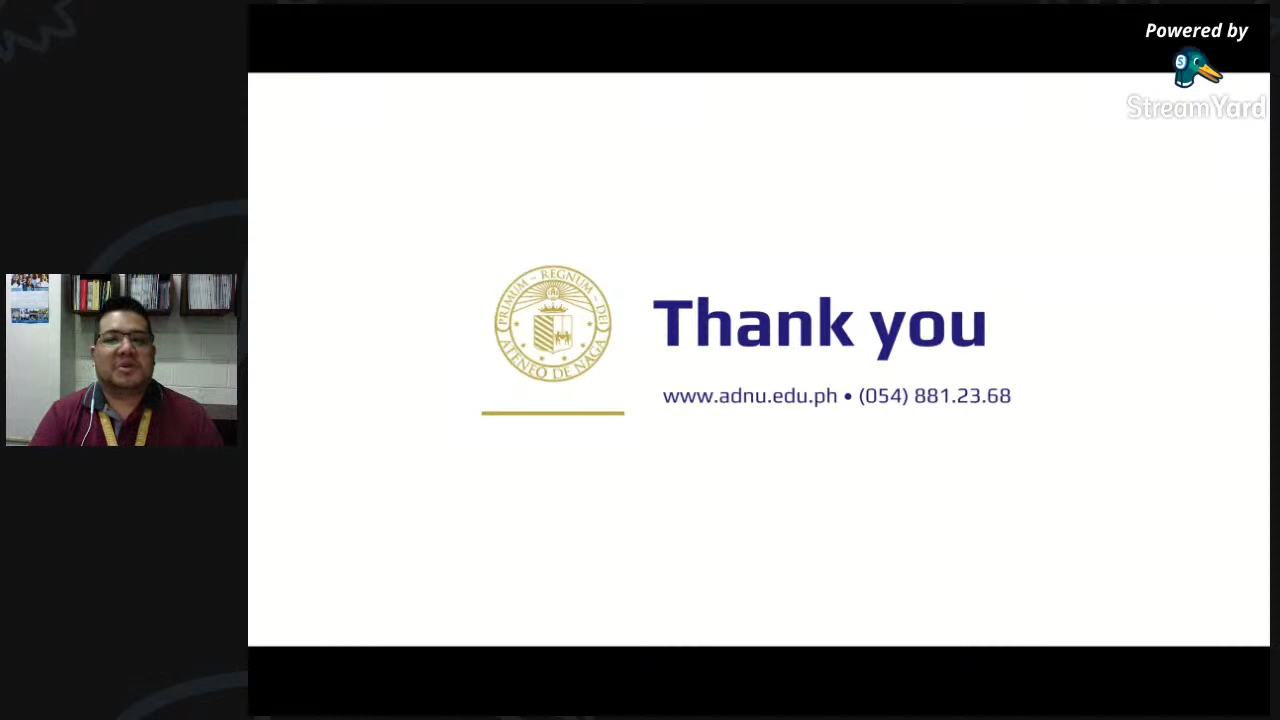 Powered by
StreamYard
PRIMUM ~ REGNUM ~ DEI
ATENEO DE NAGA
Thank you
www.adnu.edu.ph • (054) 881.23.68